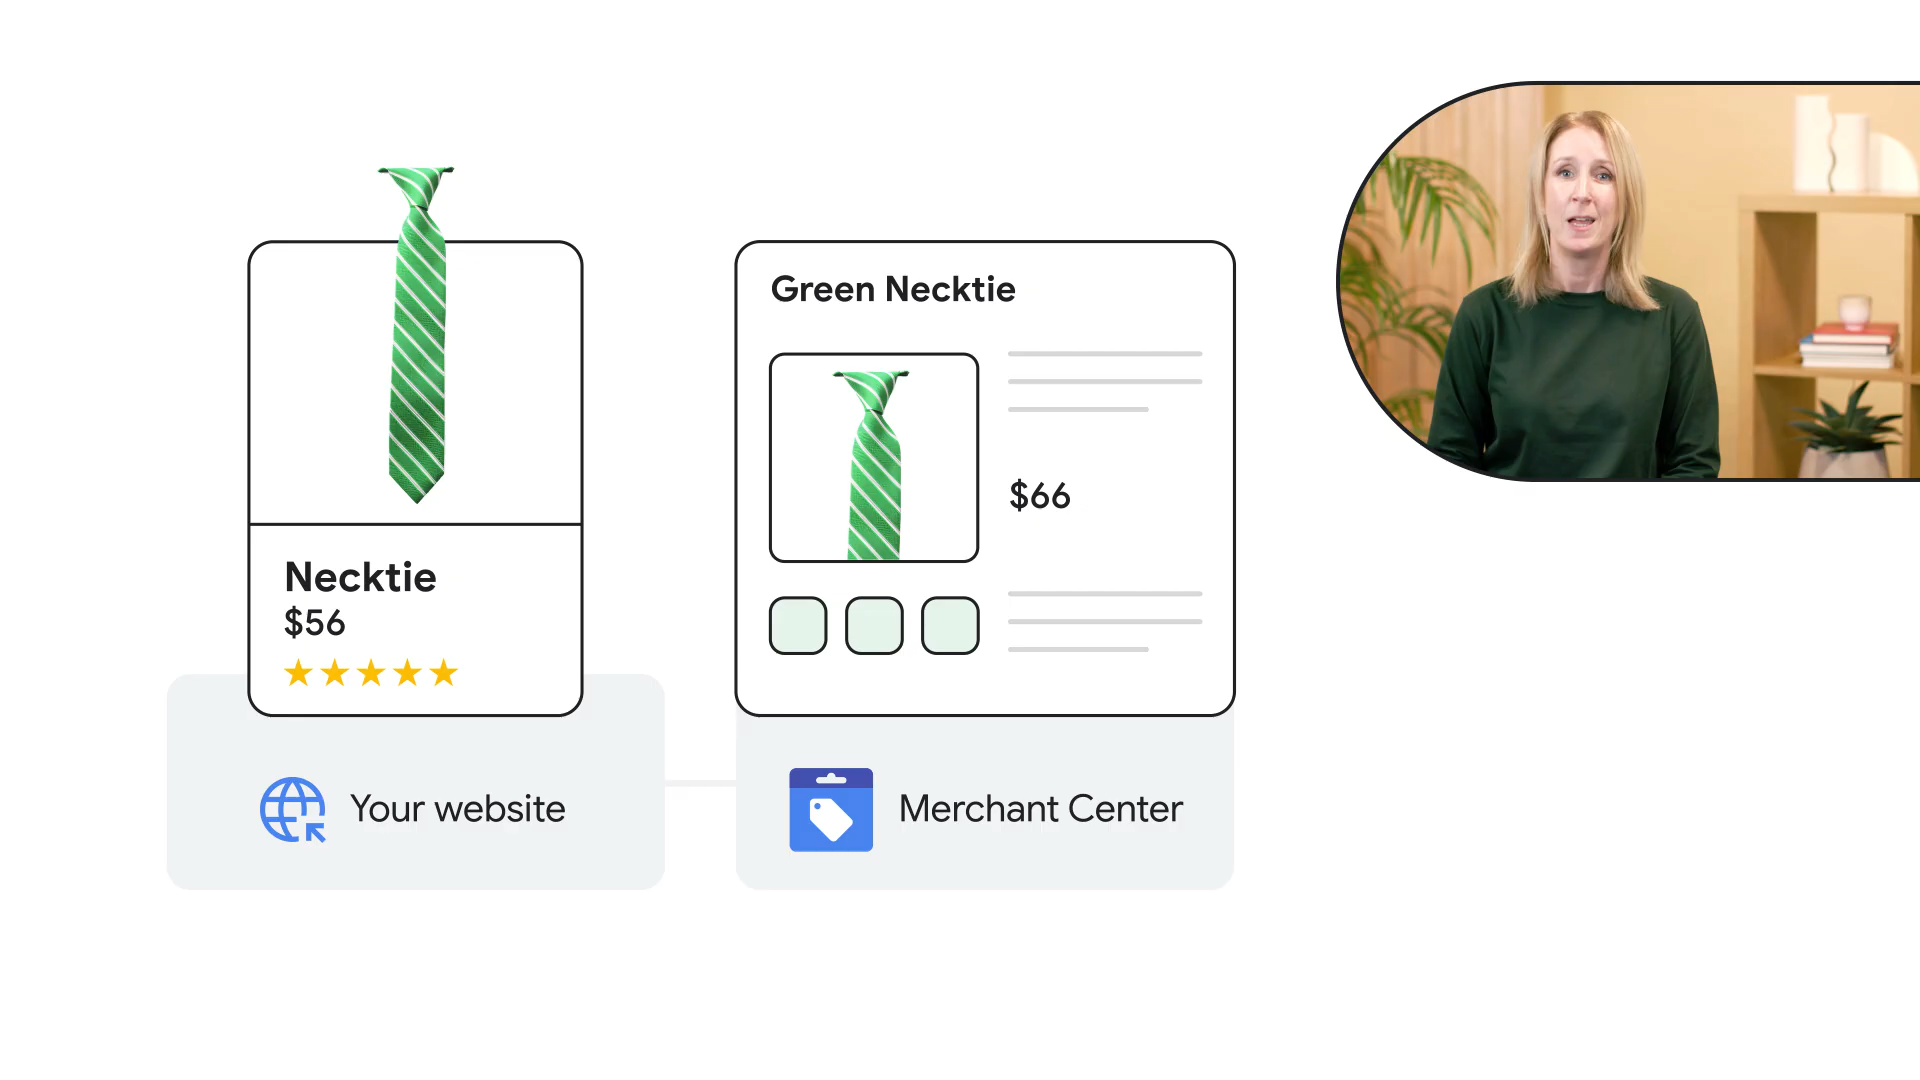 Necktie
$56
Your website
Green Necktie
$66
Merchant Center